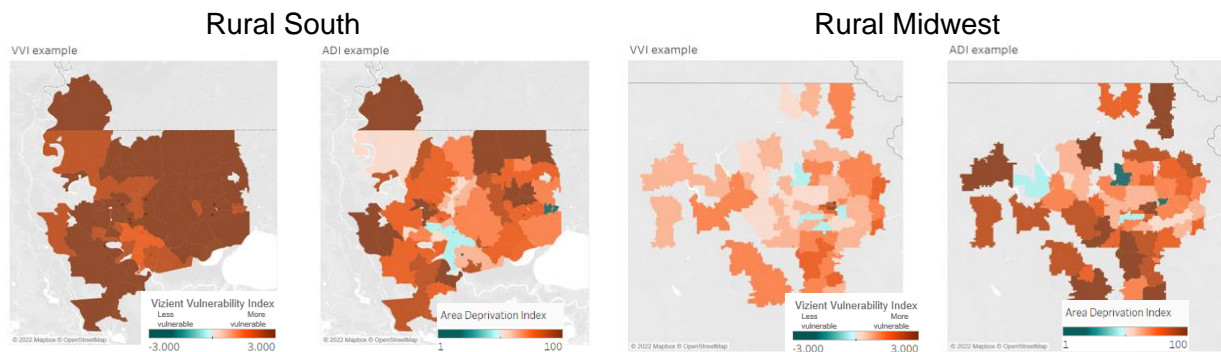 Rural South
Rural Midwest
VVI example
ADI example
VVI example
ADI example
Vizient Vulnerability Index
Less vulnerable
More vulnerable
-3.000
3.000
© 2022 Mapbox © OpenStreetMap
Area Deprivation Index
1
100
© 2022 Mapbox © OpenStreetMap
Vizient Vulnerability Index
Less vulnerable
More vulnerable
-3.000
3.000
© 2022 Mapbox © OpenStreetMap
Area Deprivation Index
1
100
© 2022 Mapbox © OpenStreetMap